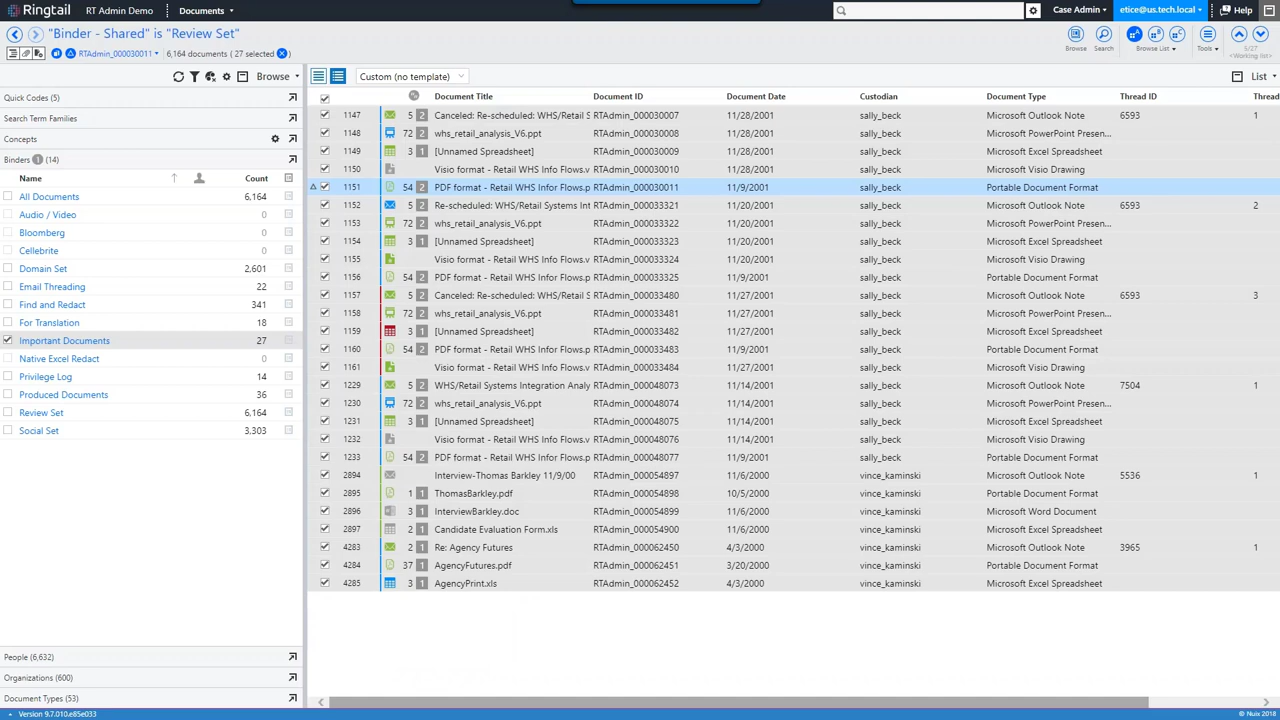 Ringtail RT Admin Demo Documents Case Admin etice@us.tech.local Help
"Binder - Shared" is "Review Set"
RTAdmin_000030011 6,164 documents ( 27 selected ) Browse Search Browse List Tools 5/27 <Working list>
Browse Custom (no template) List
Quick Codes (5)
Search Term Families
Concepts
Binders 1 (14)
Name Count
All Documents 6,164
Audio / Video 0
Bloomberg 0
Cellebrite 0
Domain Set 2,601
Email Threading 22
Find and Redact 341
For Translation 18
Important Documents 27
Native Excel Redact 0
Privilege Log 14
Produced Documents 36
Review Set 6,164
Social Set 3,303
People (6,632)
Organizations (600)
Document Types (53)
Document Title Document ID Document Date Custodian Document Type Thread ID Thread
1147 5 2 Canceled: Re-scheduled: WHS/Retail S RTAdmin_000030007 11/28/2001 sally_beck Microsoft Outlook Note 6593 1
1148 72 2 whs_retail_analysis_V6.ppt RTAdmin_000030008 11/28/2001 sally_beck Microsoft PowerPoint Presen...
1149 3 1 [Unnamed Spreadsheet] RTAdmin_000030009 11/28/2001 sally_beck Microsoft Excel Spreadsheet
1150 Visio format - Retail WHS Info Flows.v RTAdmin_000030010 11/28/2001 sally_beck Microsoft Visio Drawing
1151 54 2 PDF format - Retail WHS Infor Flows.p RTAdmin_000030011 11/9/2001 sally_beck Portable Document Format
1152 5 2 Re-scheduled: WHS/Retail Systems Int RTAdmin_000033321 11/20/2001 sally_beck Microsoft Outlook Note 6593 2
1153 72 2 whs_retail_analysis_V6.ppt RTAdmin_000033322 11/20/2001 sally_beck Microsoft PowerPoint Presen...
1154 3 1 [Unnamed Spreadsheet] RTAdmin_000033323 11/20/2001 sally_beck Microsoft Excel Spreadsheet
1155 Visio format - Retail WHS Info Flows.v RTAdmin_000033324 11/20/2001 sally_beck Microsoft Visio Drawing
1156 54 2 PDF format - Retail WHS Infor Flows.p RTAdmin_000033325 11/9/2001 sally_beck Portable Document Format
1157 5 2 Canceled: Re-scheduled: WHS/Retail S RTAdmin_000033480 11/27/2001 sally_beck Microsoft Outlook Note 6593 3
1158 72 2 whs_retail_analysis_V6.ppt RTAdmin_000033481 11/27/2001 sally_beck Microsoft PowerPoint Presen...
1159 3 1 [Unnamed Spreadsheet] RTAdmin_000033482 11/27/2001 sally_beck Microsoft Excel Spreadsheet
1160 54 2 PDF format - Retail WHS Infor Flows.p RTAdmin_000033483 11/9/2001 sally_beck Portable Document Format
1161 Visio format - Retail WHS Info Flows.v RTAdmin_000033484 11/27/2001 sally_beck Microsoft Visio Drawing
1229 5 2 WHS/Retail Systems Integration Analy RTAdmin_000048073 11/14/2001 sally_beck Microsoft Outlook Note 7504 1
1230 72 2 whs_retail_analysis_V6.ppt RTAdmin_000048074 11/14/2001 sally_beck Microsoft PowerPoint Presen...
1231 3 1 [Unnamed Spreadsheet] RTAdmin_000048075 11/14/2001 sally_beck Microsoft Excel Spreadsheet
1232 Visio format - Retail WHS Info Flows.v RTAdmin_000048076 11/14/2001 sally_beck Microsoft Visio Drawing
1233 54 2 PDF format - Retail WHS Infor Flows.p RTAdmin_000048077 11/9/2001 sally_beck Portable Document Format
2894 Interview-Thomas Barkley 11/9/00 RTAdmin_000054897 11/6/2000 vince_kaminski Microsoft Outlook Note 5536 1
2895 1 1 ThomasBarkley.pdf RTAdmin_000054898 10/5/2000 vince_kaminski Portable Document Format
2896 3 1 InterviewBarkley.doc RTAdmin_000054899 11/6/2000 vince_kaminski Microsoft Word Document
2897 2 1 Candidate Evaluation Form.xls RTAdmin_000054900 11/6/2000 vince_kaminski Microsoft Excel Spreadsheet
4283 2 1 Re: Agency Futures RTAdmin_000062450 4/3/2000 vince_kaminski Microsoft Outlook Note 3965 1
4284 37 1 AgencyFutures.pdf RTAdmin_000062451 3/20/2000 vince_kaminski Portable Document Format
4285 3 1 AgencyPrint.xls RTAdmin_000062452 4/3/2000 vince_kaminski Microsoft Excel Spreadsheet
Version 9.7.010.e85e033 © Nuix 2018